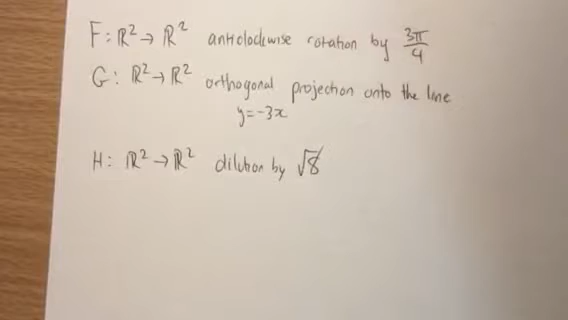 F: ℝ² → ℝ² anticlockwise rotation by 3π/4
G: ℝ² → ℝ² orthogonal projection onto the line
y=-3x
H: ℝ² → ℝ² dilution by √8